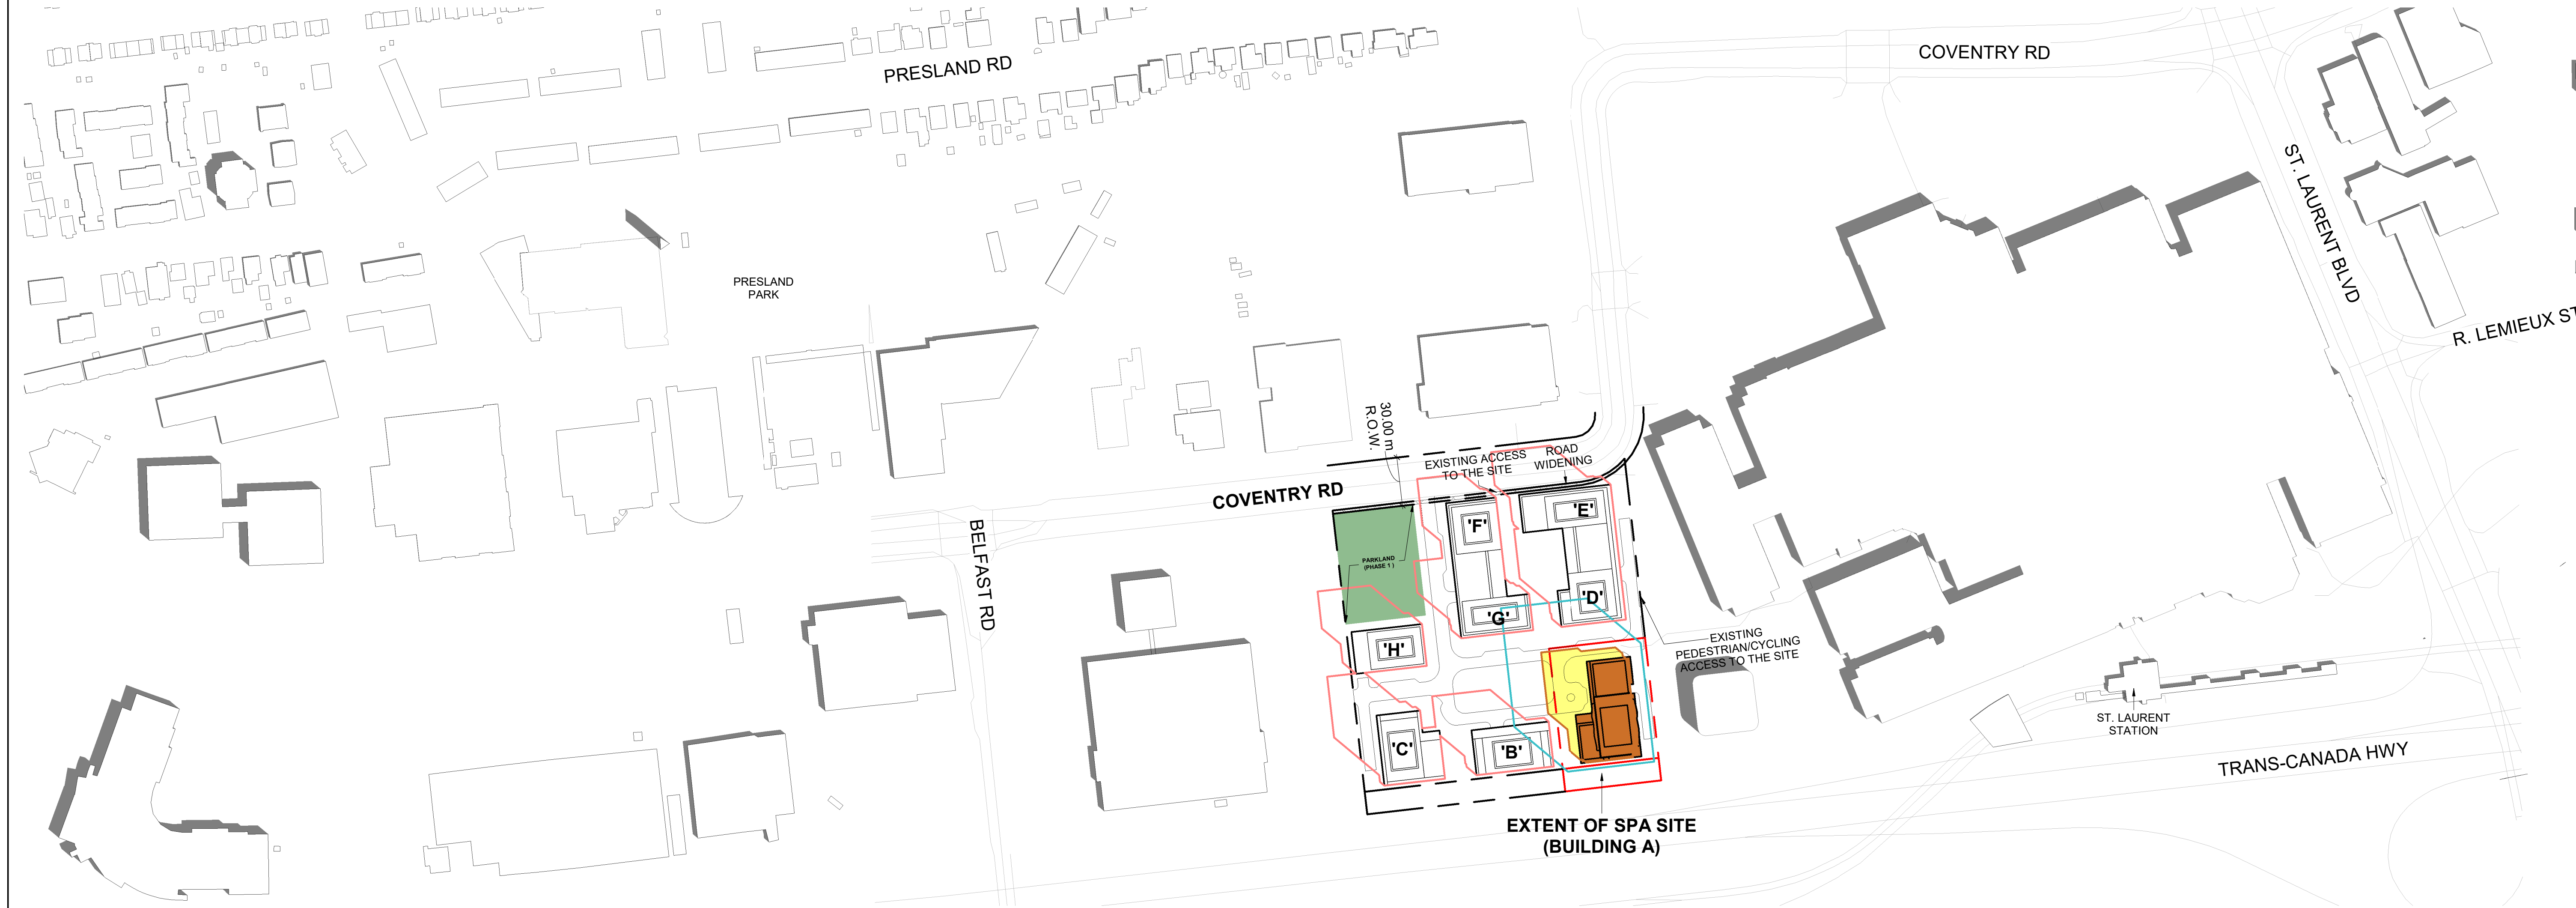 COVENTRY RD
PRESLAND RD
ST. LAURENT BLVD
PRESLAND
PARK
R. LEMIEUX ST
30.00 m
R.O.W.
EXISTING ACCESS
TO THE SITE
ROAD
WIDENING
COVENTRY RD
BELFAST RD
'F'
'E'
PARKLAND
(PHASE 1 )
'G'
'D'
'H'
EXISTING
PEDESTRIAN/CYCLING
ACCESS TO THE SITE
'C'
'B'
ST. LAURENT
STATION
TRANS-CANADA HWY
EXTENT OF SPA SITE
(BUILDING A)